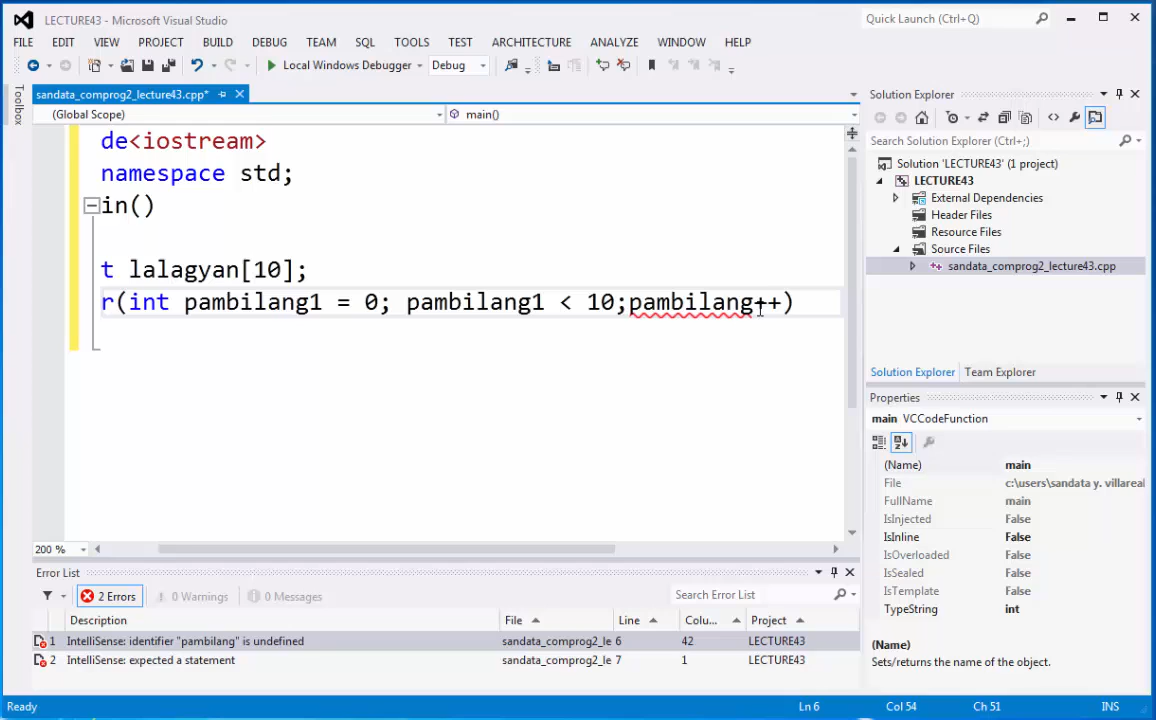 LECTURE43 - Microsoft Visual Studio
Quick Launch (Ctrl+Q)
FILE EDIT VIEW PROJECT BUILD DEBUG TEAM SQL TOOLS TEST ARCHITECTURE ANALYZE WINDOW HELP
Local Windows Debugger Debug
Toolbox
sandata_comprog2_lecture43.cpp*
(Global Scope) main()
de<iostream>
namespace std;
in()
t lalagyan[10];
r(int pambilang1 = 0; pambilang1 < 10;pambilang++)
200 %
Solution Explorer
Search Solution Explorer (Ctrl+;)
Solution 'LECTURE43' (1 project)
LECTURE43
External Dependencies
Header Files
Resource Files
Source Files
sandata_comprog2_lecture43.cpp
Solution Explorer Team Explorer
Properties
main VCCodeFunction
(Name) main
File c:\users\sandata y. villareal
FullName main
IsInjected False
IsInline False
IsOverloaded False
IsSealed False
IsTemplate False
TypeString int
(Name)
Sets/returns the name of the object.
Error List
2 Errors 0 Warnings 0 Messages
Search Error List
Description File Line Colu... Project
1 IntelliSense: identifier "pambilang" is undefined sandata_comprog2_le 6 42 LECTURE43
2 IntelliSense: expected a statement sandata_comprog2_le 7 1 LECTURE43
Ready Ln 6 Col 54 Ch 51 INS